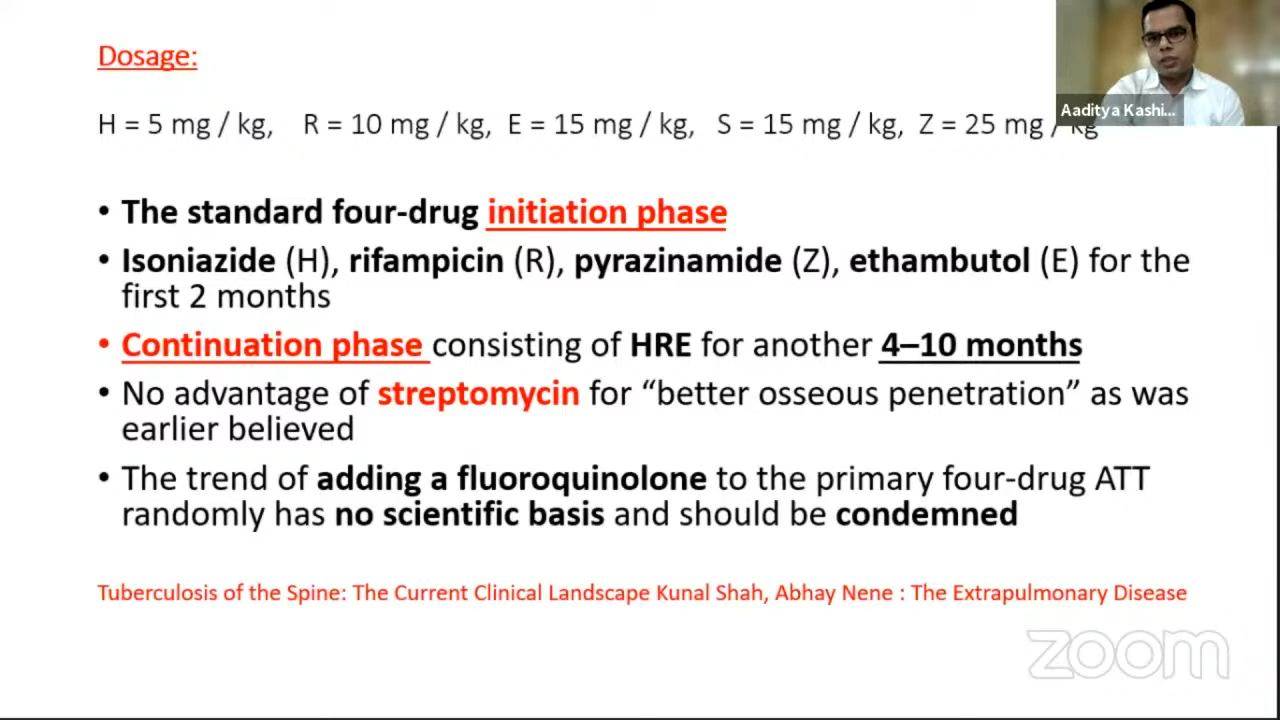 Dosage:
Aaditya Kashi...
H = 5 mg / kg, R = 10 mg / kg, E = 15 mg / kg, S = 15 mg / kg, Z = 25 mg / kg
• The standard four-drug initiation phase
• Isoniazide (H), rifampicin (R), pyrazinamide (Z), ethambutol (E) for the
first 2 months
• Continuation phase consisting of HRE for another 4–10 months
• No advantage of streptomycin for “better osseous penetration” as was
earlier believed
• The trend of adding a fluoroquinolone to the primary four-drug ATT
randomly has no scientific basis and should be condemned
Tuberculosis of the Spine: The Current Clinical Landscape Kunal Shah, Abhay Nene : The Extrapulmonary Disease
zoom